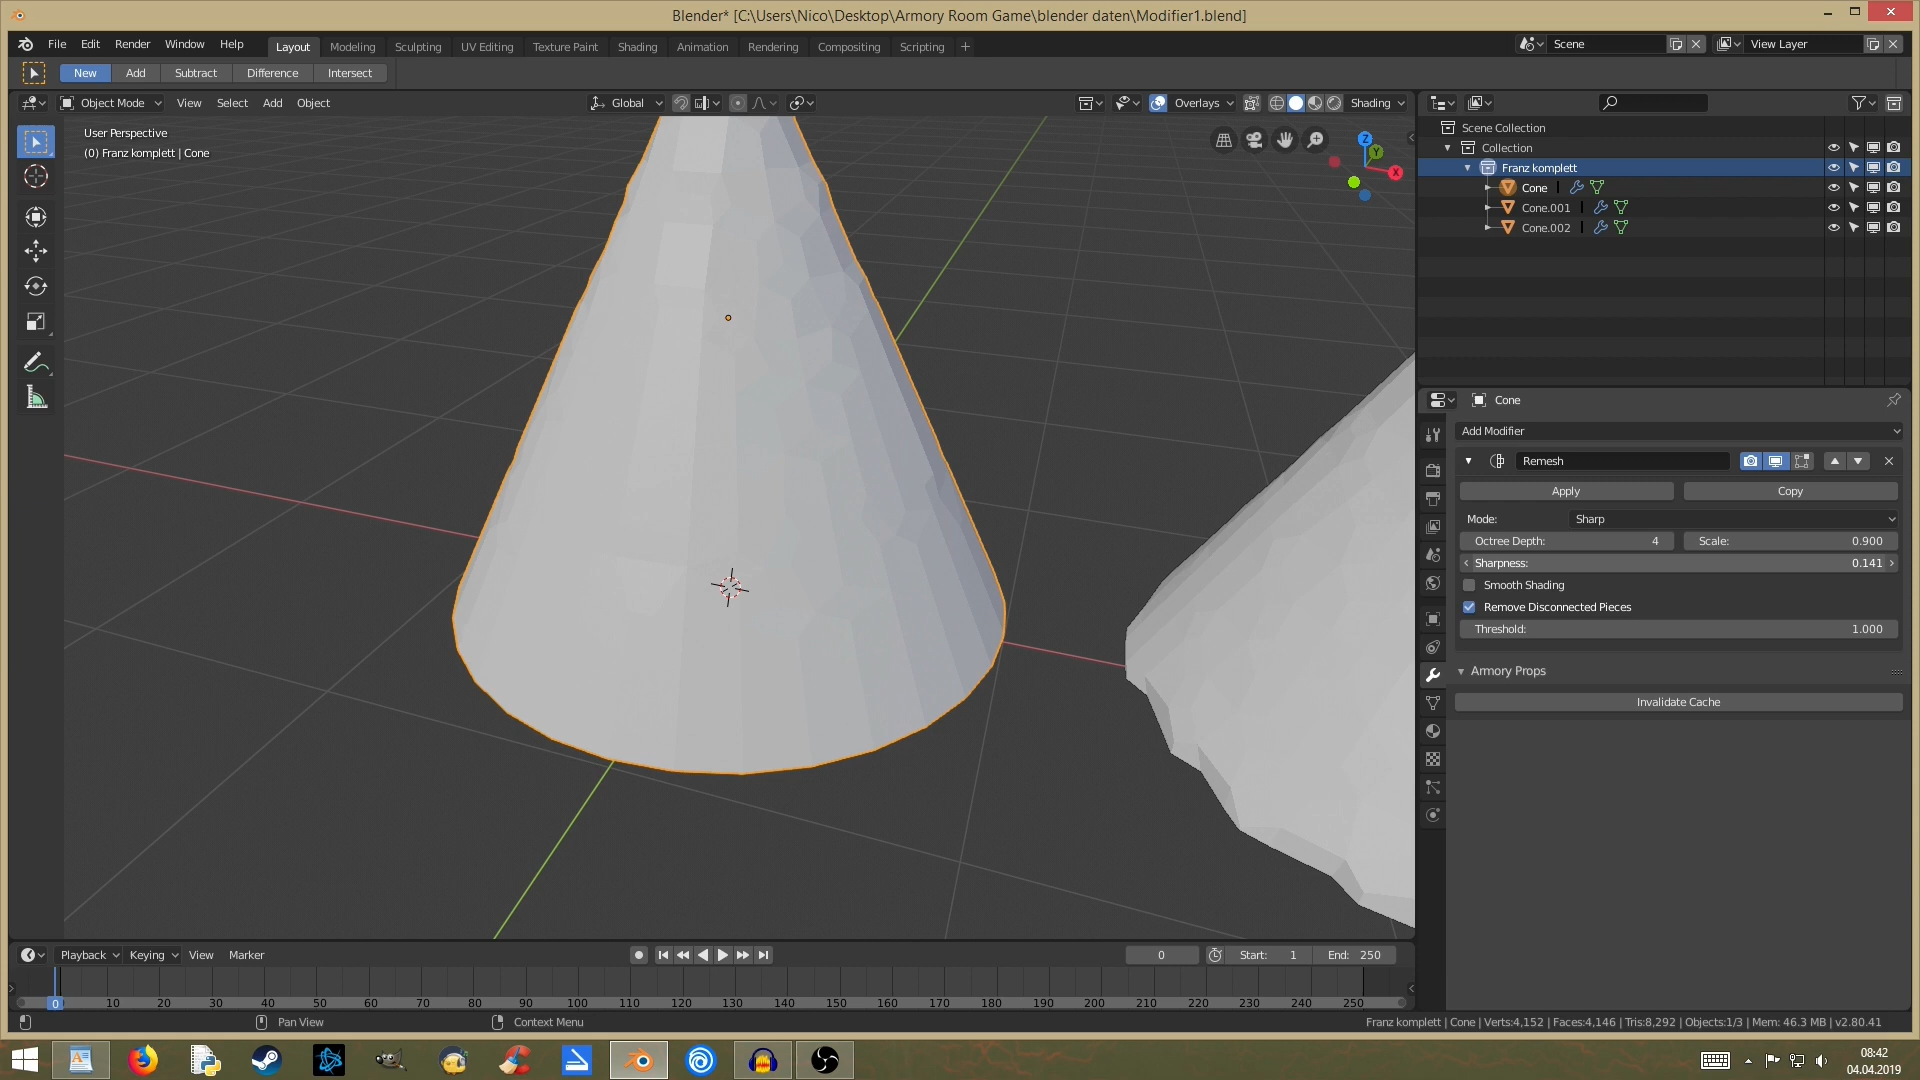 Blender* [C:\Users\Nico\Desktop\Armory Room Game\blender daten\Modifier1.blend]
File Edit Render Window Help Layout Modeling Sculpting UV Editing Texture Paint Shading Animation Rendering Compositing Scripting + Scene View Layer
New Add Subtract Difference Intersect
Object Mode View Select Add Object Global Overlays Shading
User Perspective
(0) Franz komplett | Cone
Z
Y
X
Scene Collection
Collection
Franz komplett
Cone
Cone.001
Cone.002
Cone
Add Modifier
Remesh
Apply Copy
Mode: Sharp
Octree Depth: 4 Scale: 0.900
Sharpness: 0.141
Smooth Shading
Remove Disconnected Pieces
Threshold: 1.000
Armory Props
Invalidate Cache
Playback Keying View Marker 0 Start: 1 End: 250
0 10 20 30 40 50 60 70 80 90 100 110 120 130 140 150 160 170 180 190 200 210 220 230 240 250
Pan View Context Menu Franz komplett | Cone | Verts:4,152 | Faces:4,146 | Tris:8,292 | Objects:1/3 | Mem: 46.3 MB | v2.80.41
08:42
04.04.2019